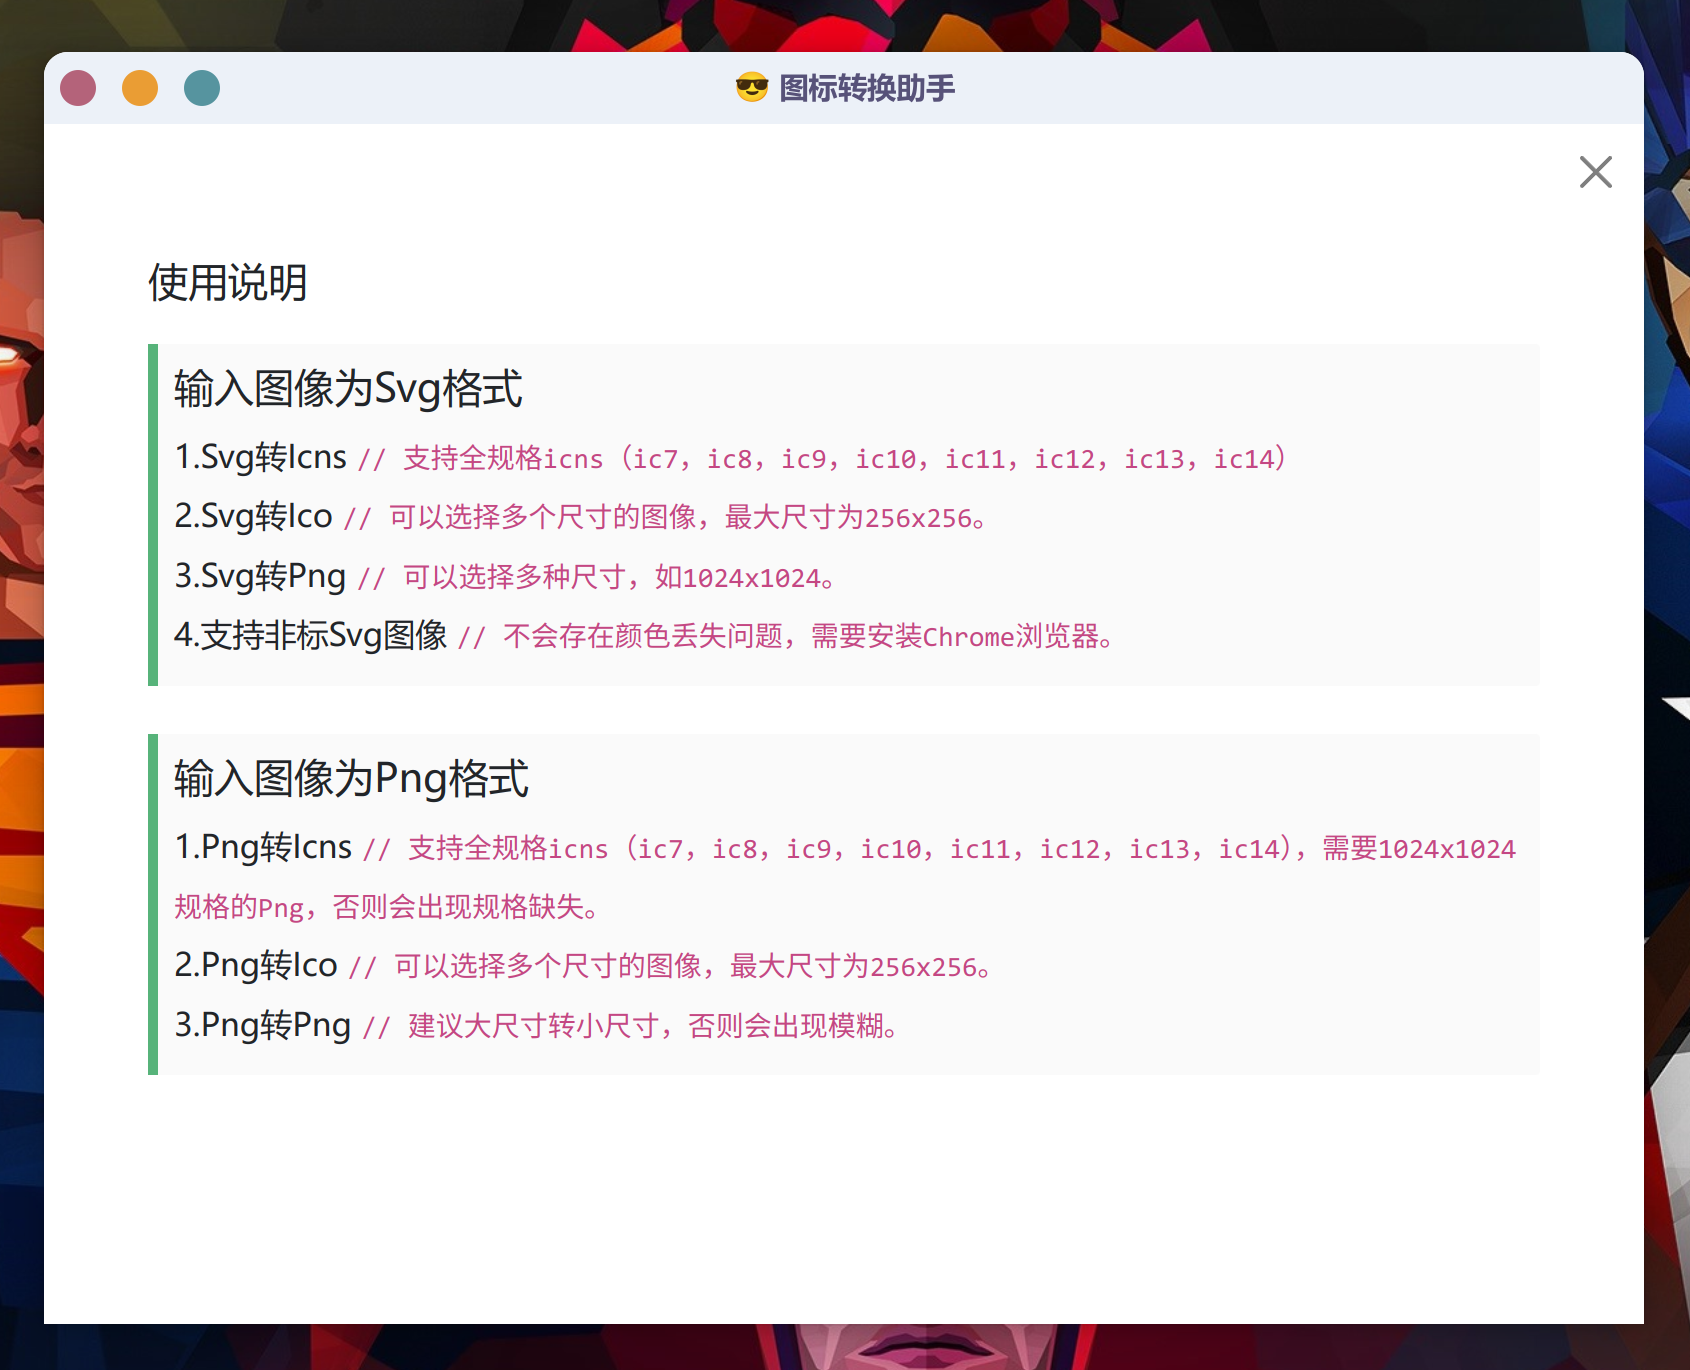 😎 图标转换助手
使用说明
输入图像为Svg格式
1.Svg转Icns // 支持全规格icns（ic7，ic8，ic9，ic10，ic11，ic12，ic13，ic14）
2.Svg转Ico // 可以选择多个尺寸的图像，最大尺寸为256x256。
3.Svg转Png // 可以选择多种尺寸，如1024x1024。
4.支持非标Svg图像 // 不会存在颜色丢失问题，需要安装Chrome浏览器。
输入图像为Png格式
1.Png转Icns // 支持全规格icns（ic7，ic8，ic9，ic10，ic11，ic12，ic13，ic14），需要1024x1024
规格的Png，否则会出现规格缺失。
2.Png转Ico // 可以选择多个尺寸的图像，最大尺寸为256x256。
3.Png转Png // 建议大尺寸转小尺寸，否则会出现模糊。